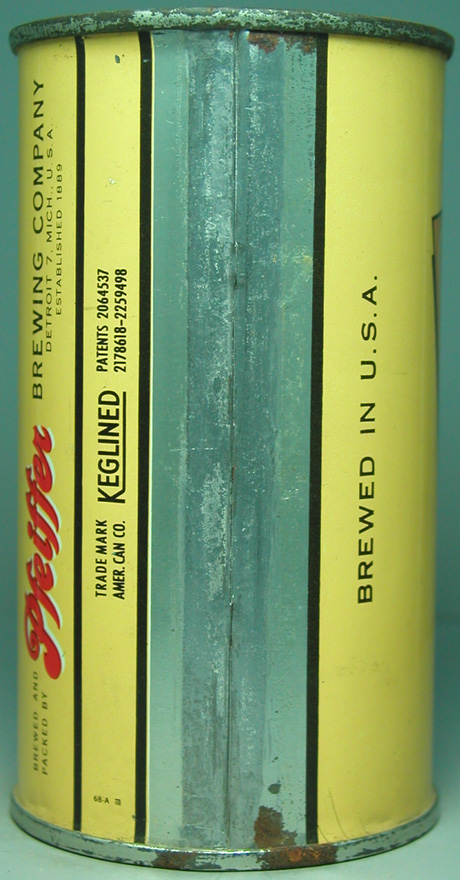 BREWED AND
PACKED BY
Pfeiffer BREWING COMPANY
DETROIT 7, MICH., U.S.A.
ESTABLISHED 1889
TRADE MARK
AMER. CAN CO.
KEGLINED
PATENTS 2064537
2178618-2259498
68-A
BREWED IN U.S.A.